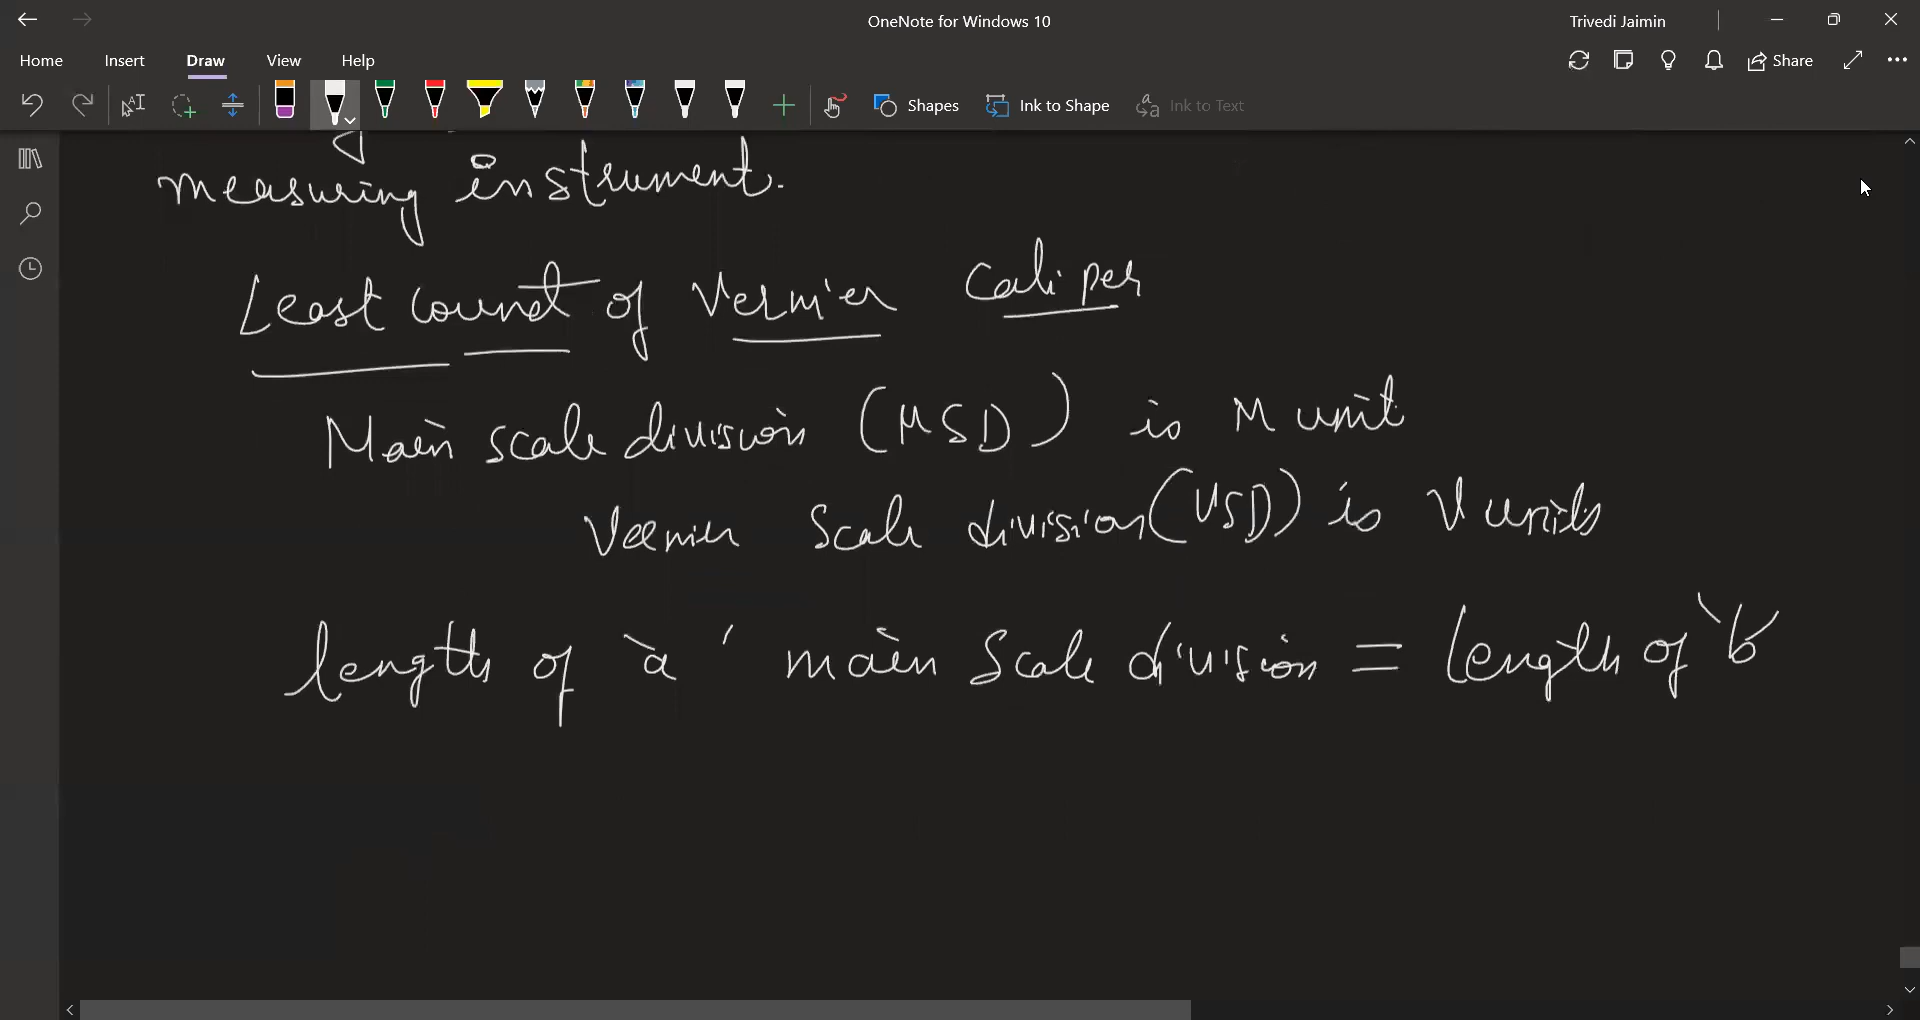 OneNote for Windows 10
Trivedi Jaimin
Home Insert Draw View Help
Share
Shapes Ink to Shape Ink to Text
measuring instrument.
Least count of Vernier Caliper
Main scale division (MSD) is M unit
Vernier Scale division (VSD) is V units
length of 'a' main Scale division = length of 'b'